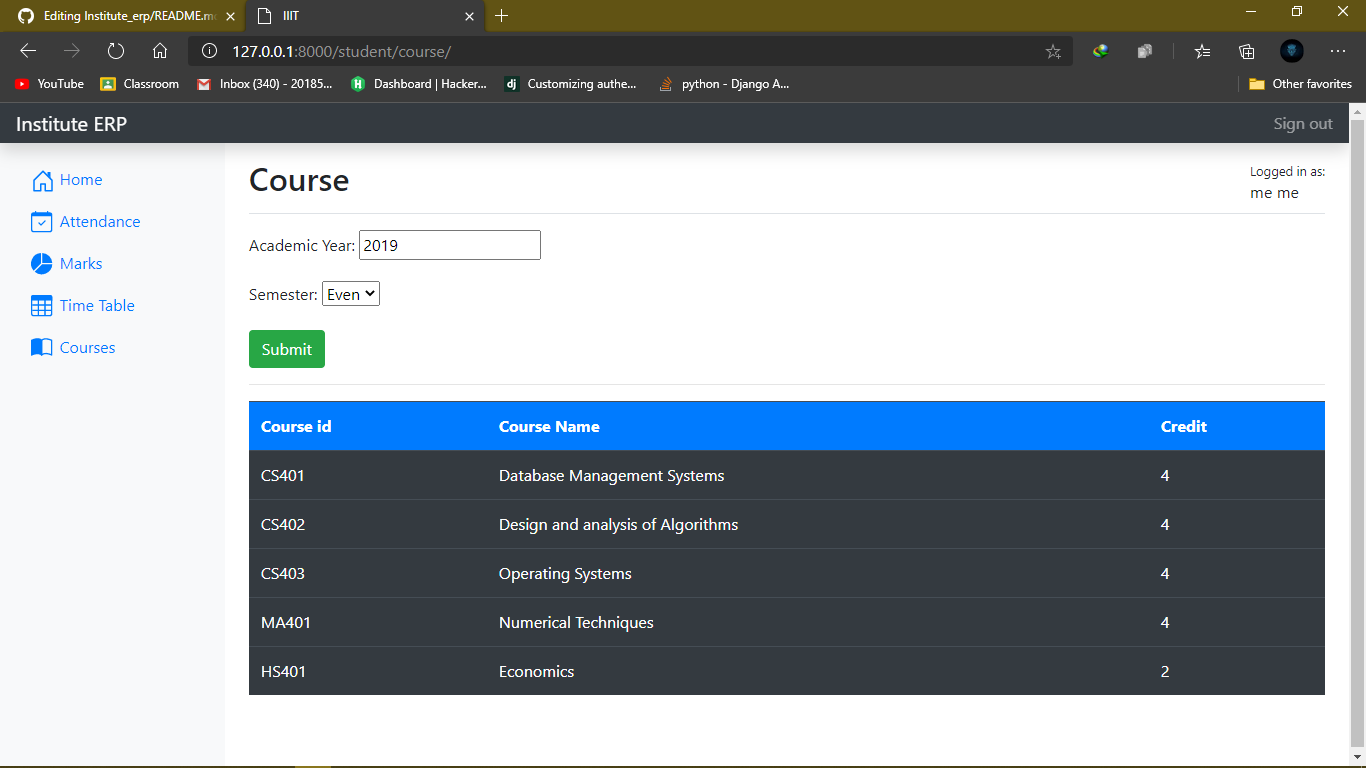 Editing Institute_erp/README.m
IIIT
127.0.0.1:8000/student/course/
YouTube
Classroom
Inbox (340) - 20185...
Dashboard | Hacker...
dj
Customizing authe...
python - Django A...
Other favorites
Institute ERP
Sign out
Home
Attendance
Marks
Time Table
Courses
Course
Logged in as:
me me
Academic Year: 2019
Semester: Even
Submit
Course id Course Name Credit
CS401 Database Management Systems 4
CS402 Design and analysis of Algorithms 4
CS403 Operating Systems 4
MA401 Numerical Techniques 4
HS401 Economics 2